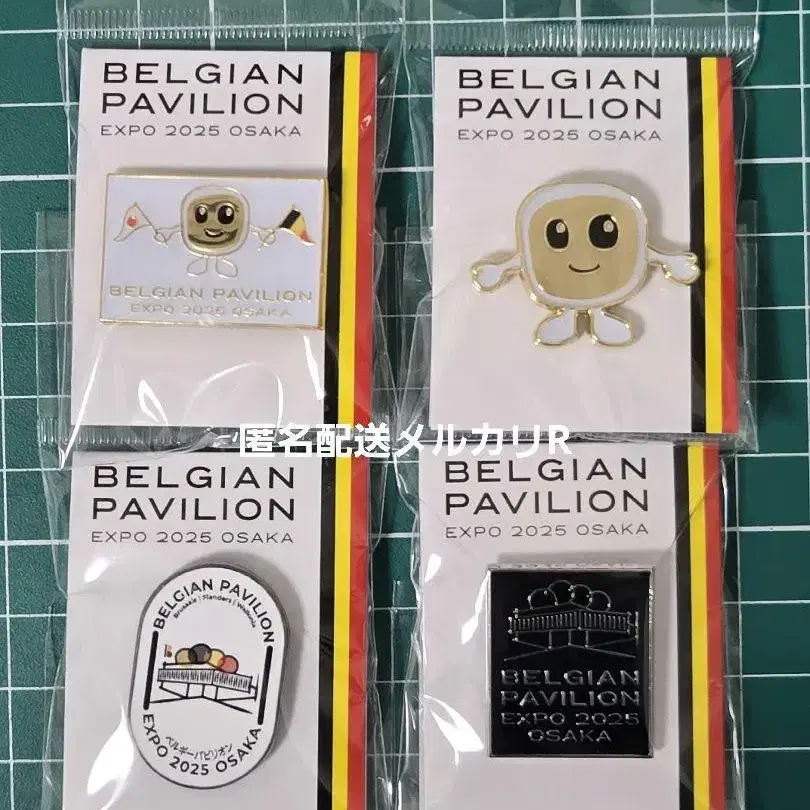 BELGIAN
PAVILION
EXPO 2025 OSAKA
BELGIAN PAVILION
EXPO 2025 OSAKA
BELGIAN
PAVILION
EXPO 2025 OSAKA
匿名配送メルカリR
BELGIAN
PAVILION
EXPO 2025 OSAKA
BELGIAN PAVILION
Brussels | Flanders | Wallonia
ベルギーパビリオン
EXPO 2025 OSAKA
BELGIAN
PAVILION
EXPO 2025 OSAKA
BELGIAN
PAVILION
EXPO 2025
OSAKA